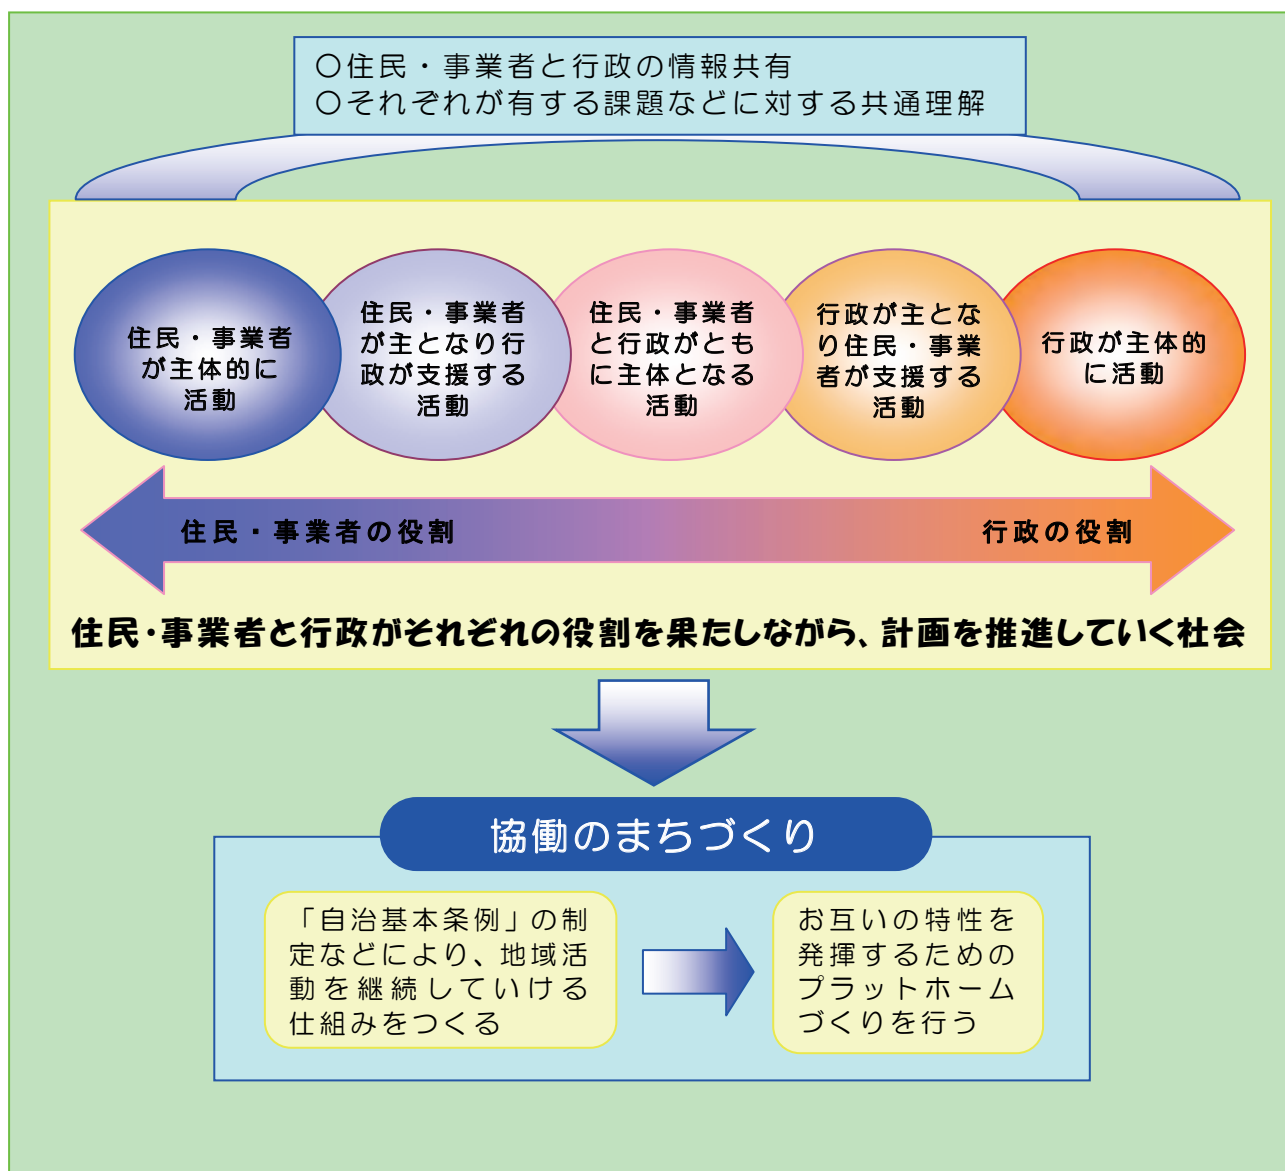 〇住民・事業者と行政の情報共有
〇それぞれが有する課題などに対する共通理解
住民・事業者
が主体的に
活動
住民・事業者
が主となり行
政が支援する
活動
住民・事業者
と行政がとも
に主体となる
活動
行政が主とな
り住民・事業
者が支援する
活動
行政が主体的
に活動
住民・事業者の役割
行政の役割
住民・事業者と行政がそれぞれの役割を果たしながら、計画を推進していく社会
協働のまちづくり
「自治基本条例」の制
定などにより、地域活
動を継続していける
仕組みをつくる
お互いの特性を
発揮するための
プラットホーム
づくりを行う